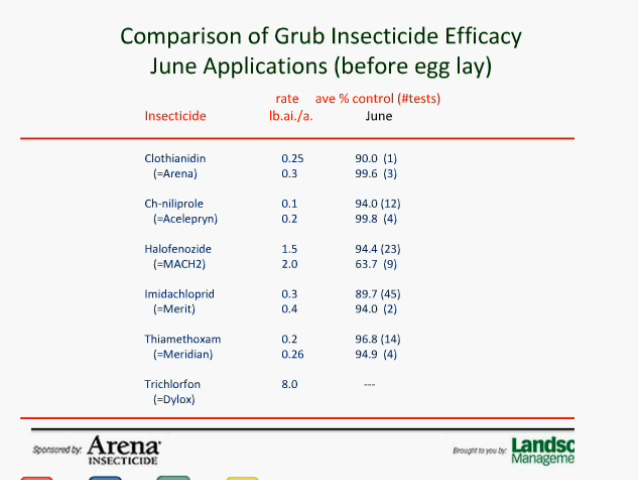 Comparison of Grub Insecticide Efficacy
June Applications (before egg lay)
rate ave % control (#tests)
Insecticide lb.ai./a. June
Clothianidin 0.25 90.0 (1)
(=Arena) 0.3 99.6 (3)
Ch-niliprole 0.1 94.0 (12)
(=Acelepryn) 0.2 99.8 (4)
Halofenozide 1.5 94.4 (23)
(=MACH2) 2.0 63.7 (9)
Imidachloprid 0.3 89.7 (45)
(=Merit) 0.4 94.0 (2)
Thiamethoxam 0.2 96.8 (14)
(=Meridian) 0.26 94.9 (4)
Trichlorfon 8.0 ---
(=Dylox)
Sponsored by: Arena
INSECTICIDE
Brought to you by: Landsc
Manageme